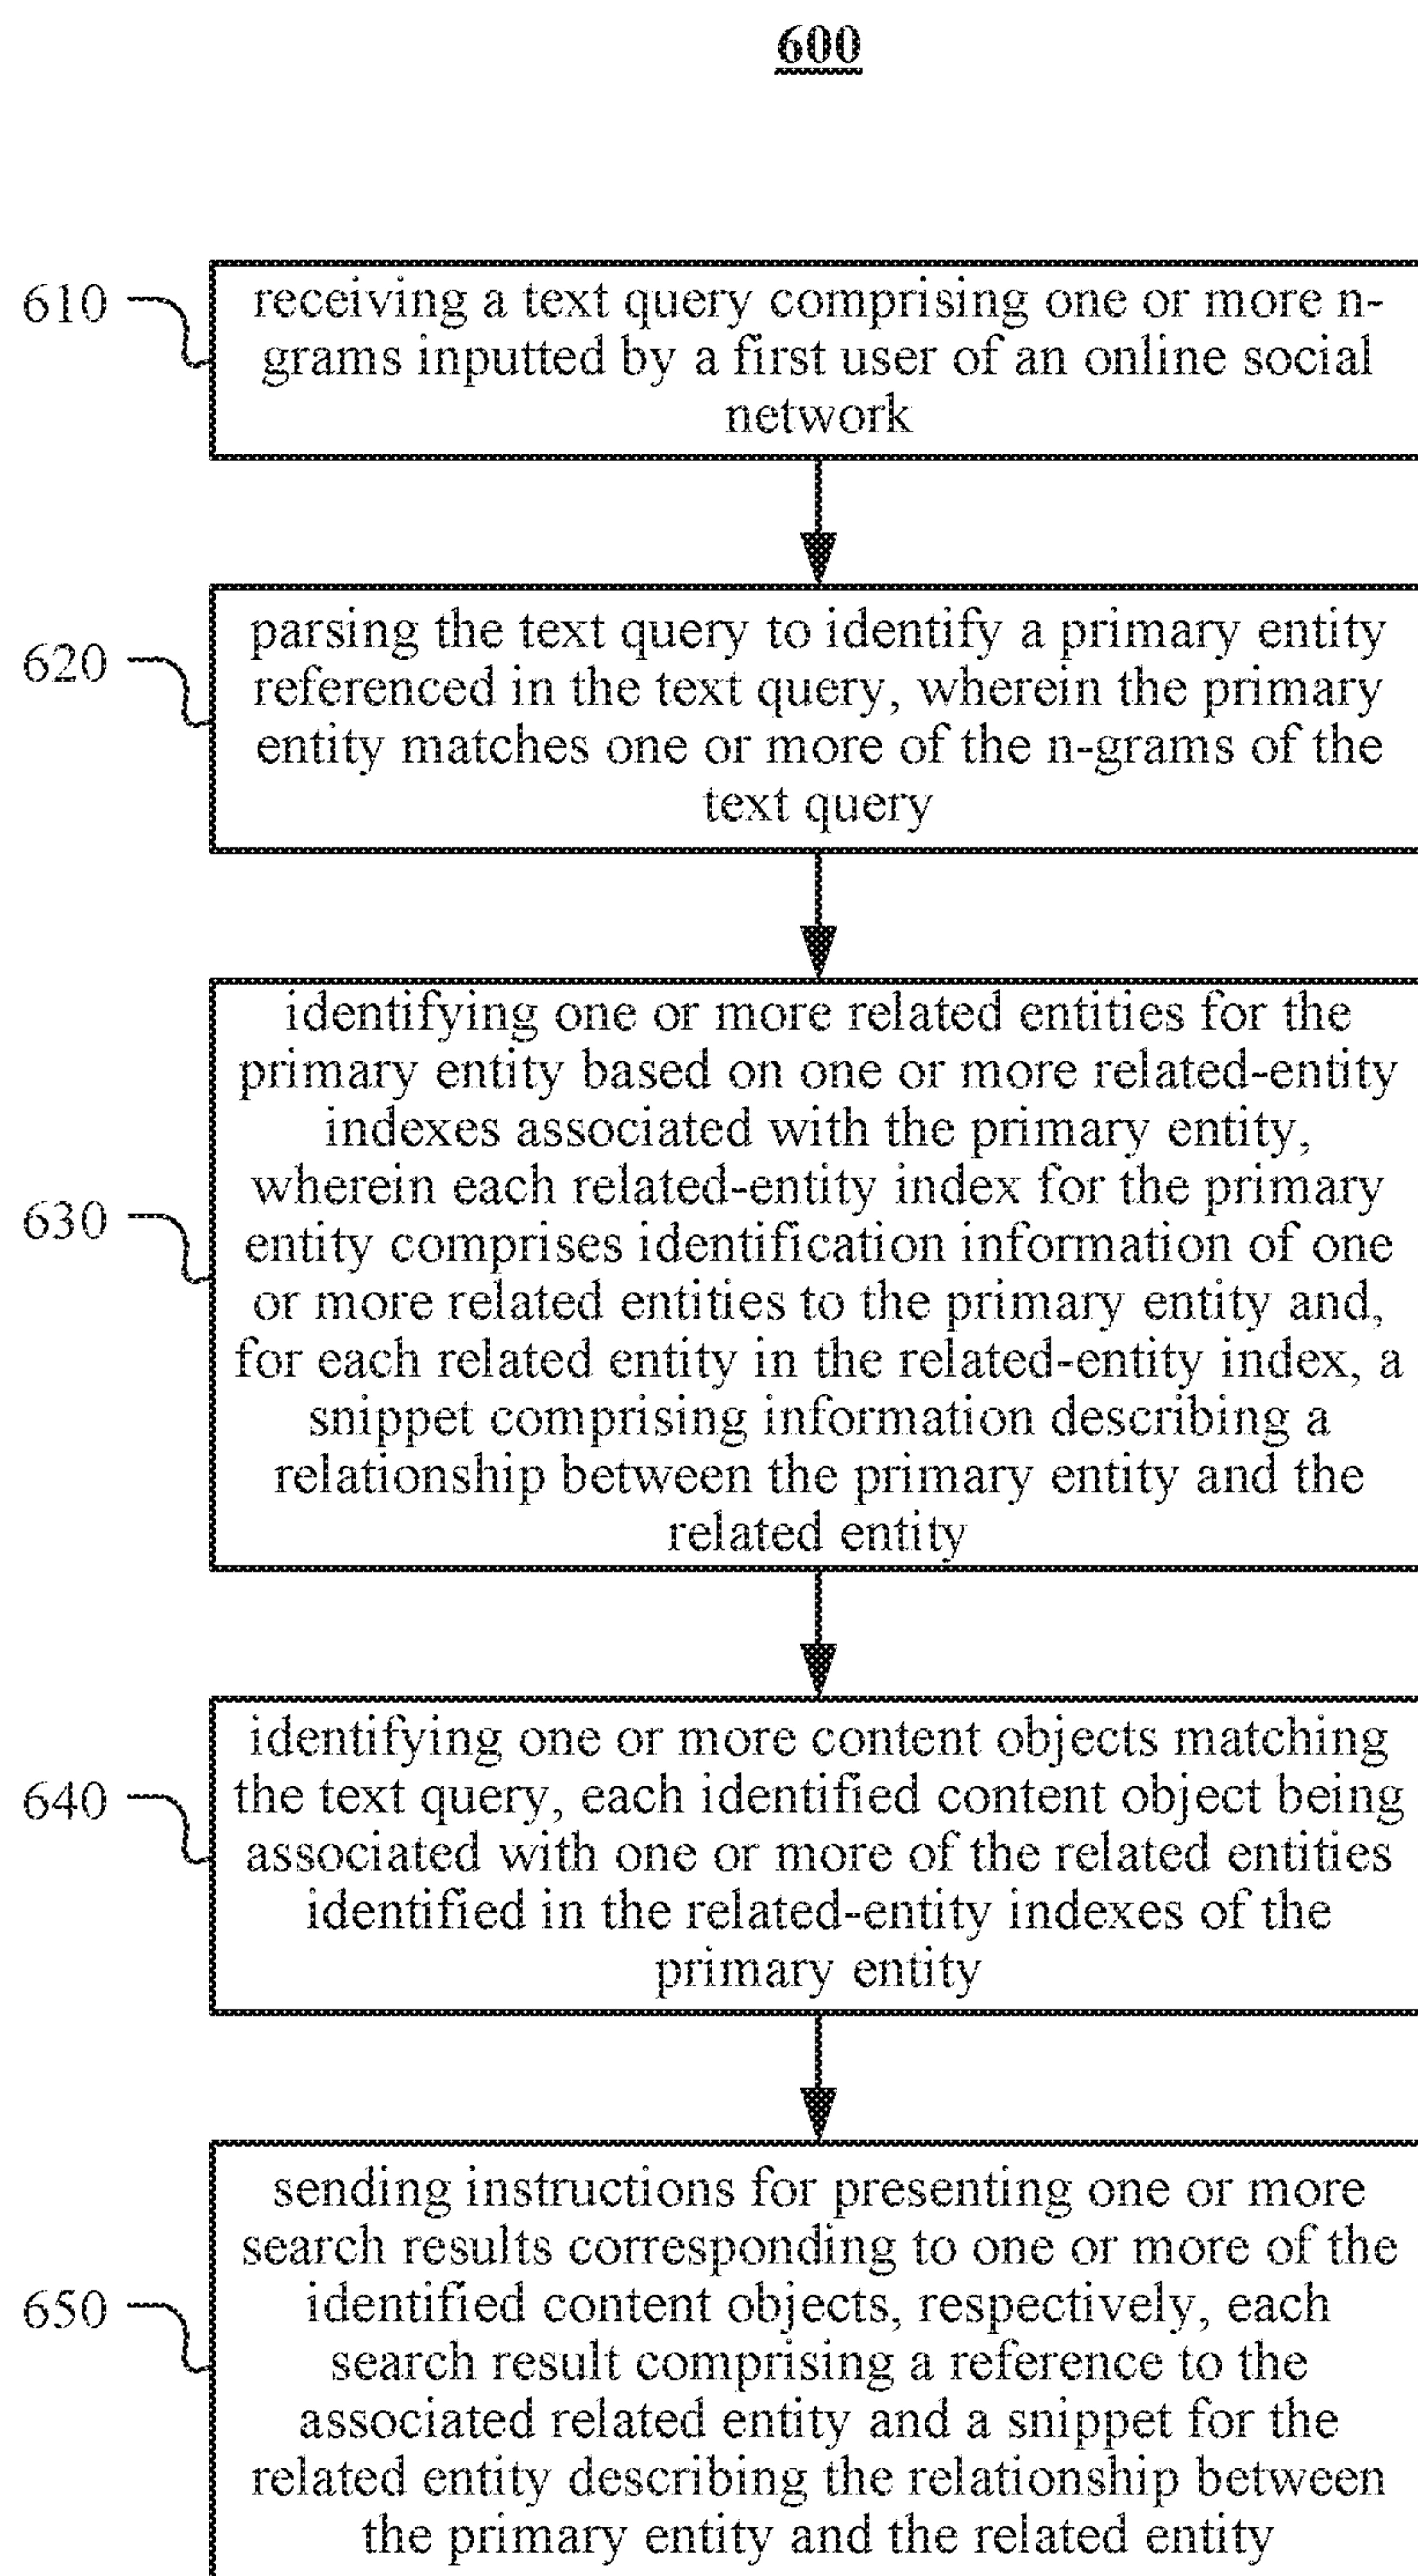 600
610
receiving a text query comprising one or more n-
grams inputted by a first user of an online social
network
620
parsing the text query to identify a primary entity
referenced in the text query, wherein the primary
entity matches one or more of the n-grams of the
text query
630
identifying one or more related entities for the
primary entity based on one or more related-entity
indexes associated with the primary entity,
wherein each related-entity index for the primary
entity comprises identification information of one
or more related entities to the primary entity and,
for each related entity in the related-entity index, a
snippet comprising information describing a
relationship between the primary entity and the
related entity
640
identifying one or more content objects matching
the text query, each identified content object being
associated with one or more of the related entities
identified in the related-entity indexes of the
primary entity
650
sending instructions for presenting one or more
search results corresponding to one or more of the
identified content objects, respectively, each
search result comprising a reference to the
associated related entity and a snippet for the
related entity describing the relationship between
the primary entity and the related entity